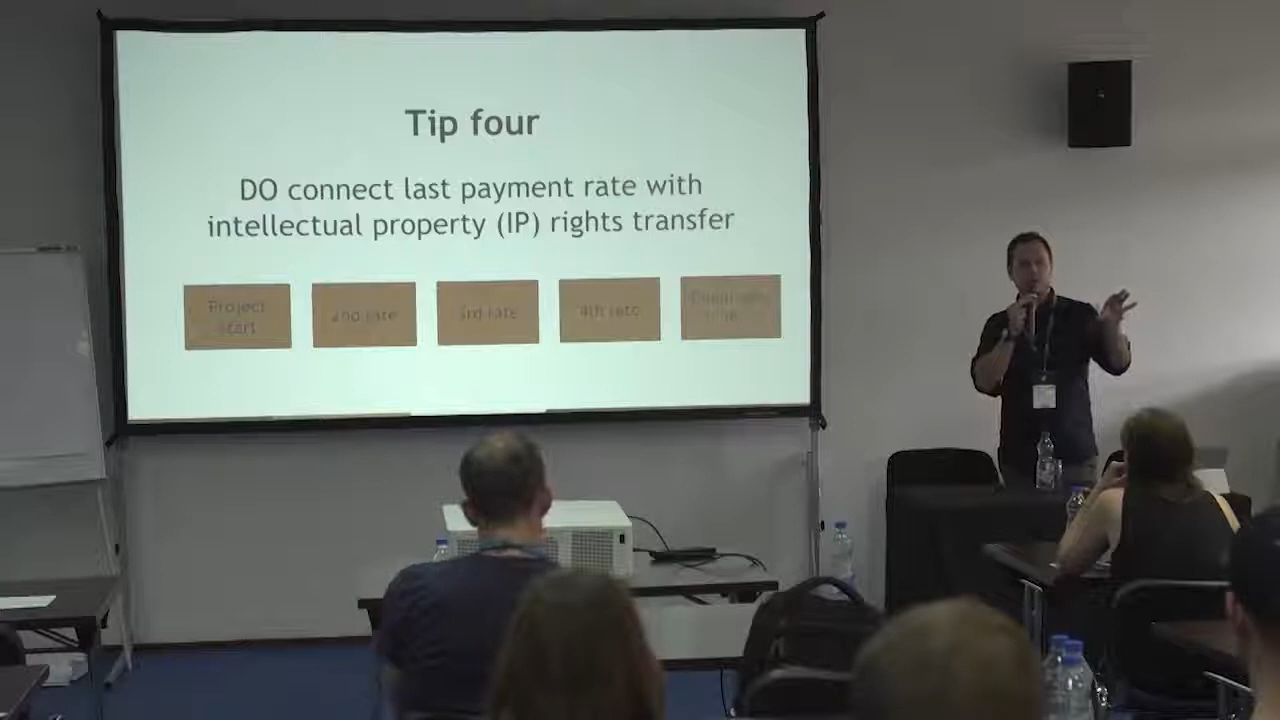 Tip four
DO connect last payment rate with
intellectual property (IP) rights transfer
Project
start
2nd rate
3rd rate
4th rate